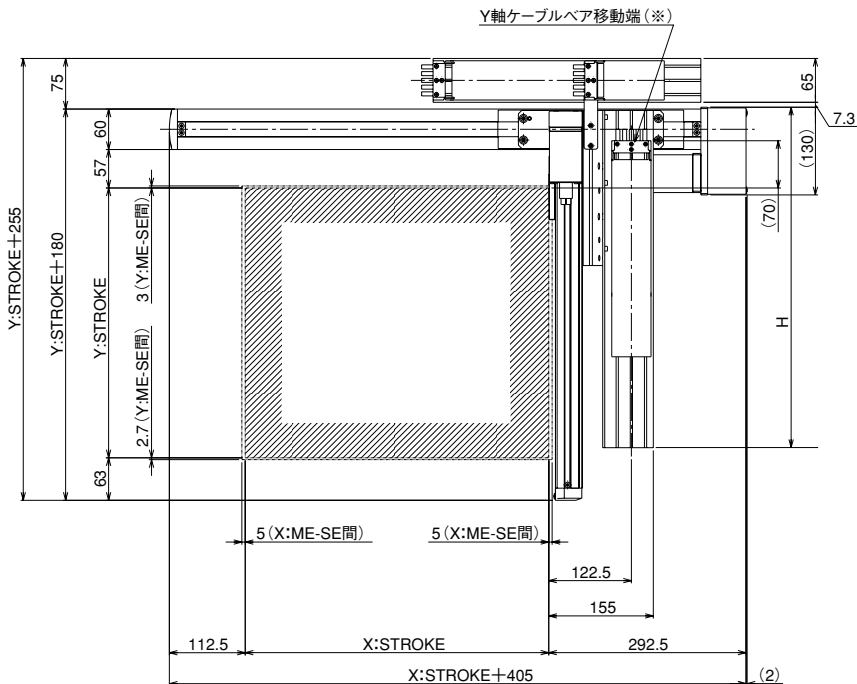 Y軸ケーブルベア移動端(※)
75
65
7.3
60
(130)
57
(70)
Y:STROKE+255
Y:STROKE+180
Y:STROKE
3(Y:ME-SE間)
2.7(Y:ME-SE間)
H
63
5(X:ME-SE間)
5(X:ME-SE間)
122.5
155
112.5
X:STROKE
292.5
X:STROKE+405
(2)